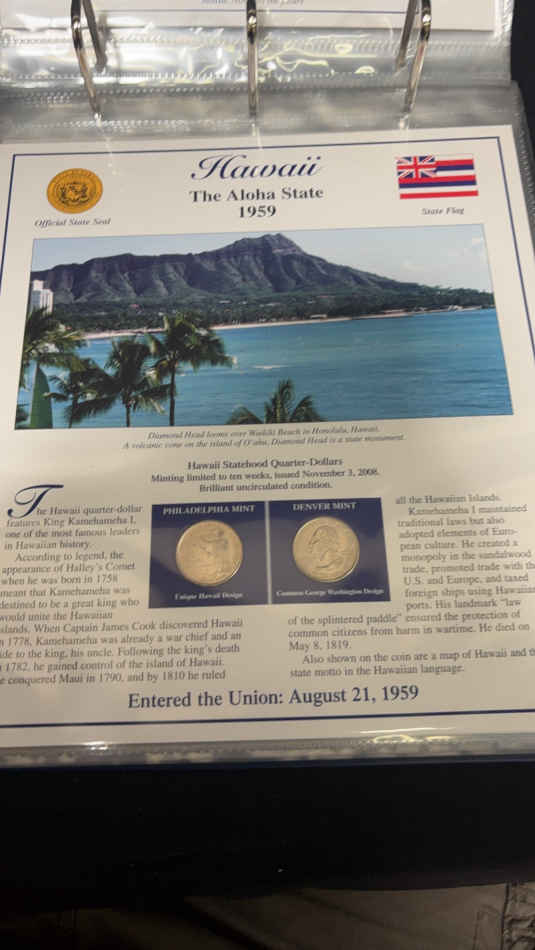 Hawaii
The Aloha State
1959
Official State Seal
State Flag
Diamond Head looms over Waikiki Beach in Honolulu, Hawaii.
A volcanic cone on the island of O'ahu, Diamond Head is a state monument.
Hawaii Statehood Quarter-Dollars
Minting limited to ten weeks, issued November 3, 2008.
Brilliant uncirculated condition.
The Hawaii quarter-dollar
features King Kamehameha I,
one of the most famous leaders
in Hawaiian history.
According to legend, the
appearance of Halley's Comet
when he was born in 1758
meant that Kamehameha was
destined to be a great king who
would unite the Hawaiian
slands. When Captain James Cook discovered Hawaii
n 1778, Kamehameha was already a war chief and an
ide to the king, his uncle. Following the king's death
1782, he gained control of the island of Hawaii.
e conquered Maui in 1790, and by 1810 he ruled
PHILADELPHIA MINT
Unique Hawaii Design
DENVER MINT
Common George Washington Design
all the Hawaiian Islands.
Kamehameha I maintained
traditional laws but also
adopted elements of Euro-
pean culture. He created a
monopoly in the sandalwood
trade, promoted trade with th
U.S. and Europe, and taxed
foreign ships using Hawaiian
ports. His landmark "law
of the splintered paddle" ensured the protection of
common citizens from harm in wartime. He died on
May 8, 1819.
Also shown on the coin are a map of Hawaii and th
state motto in the Hawaiian language.
Entered the Union: August 21, 1959